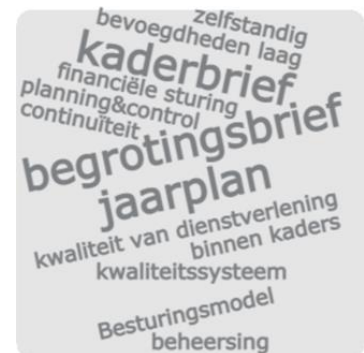 zelfstandig
bevoegdheden laag
kaderbrief
financiële sturing
planning&control
continuïteit
begrotingsbrief
jaarplan
kwaliteit van dienstverlening
binnen kaders
kwaliteitssysteem
Besturingsmodel
beheersing